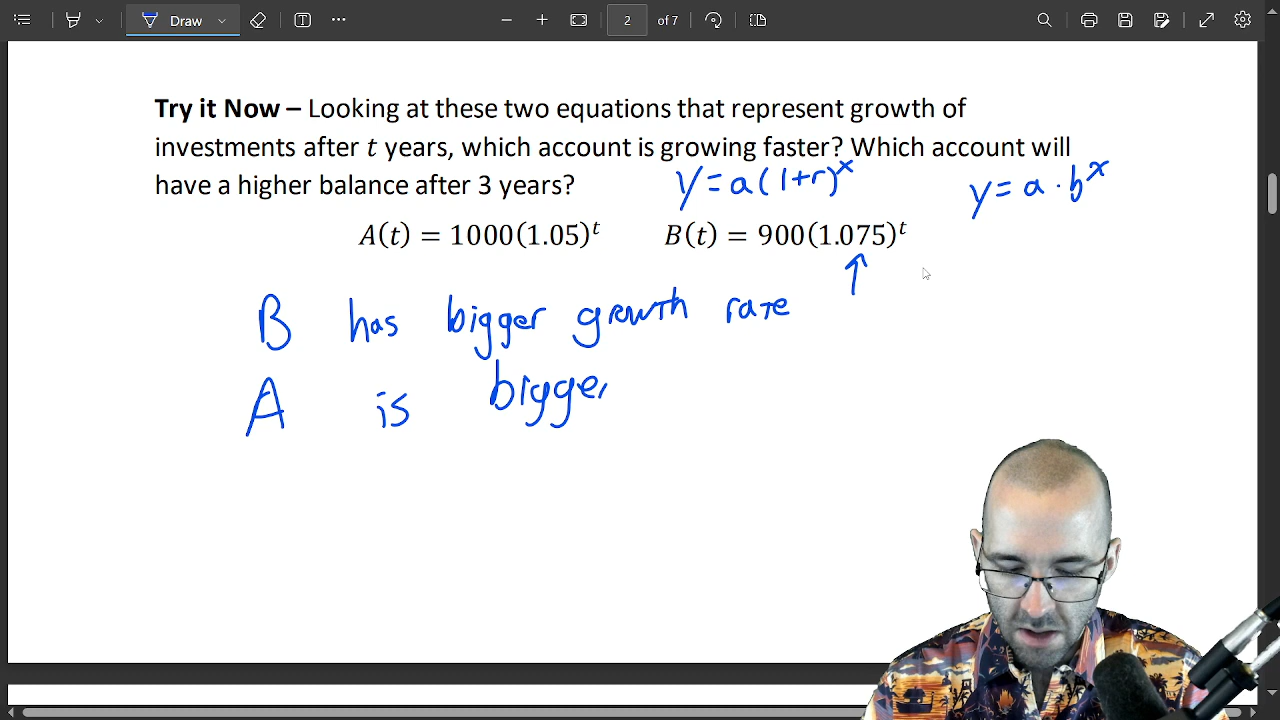 Draw
2 of 7
Try it Now – Looking at these two equations that represent growth of
investments after t years, which account is growing faster? Which account will
have a higher balance after 3 years?
y = a(1+r)^x
y = a · b^x
A(t) = 1000(1.05)^t B(t) = 900(1.075)^t
B has bigger growth rate
A is bigger